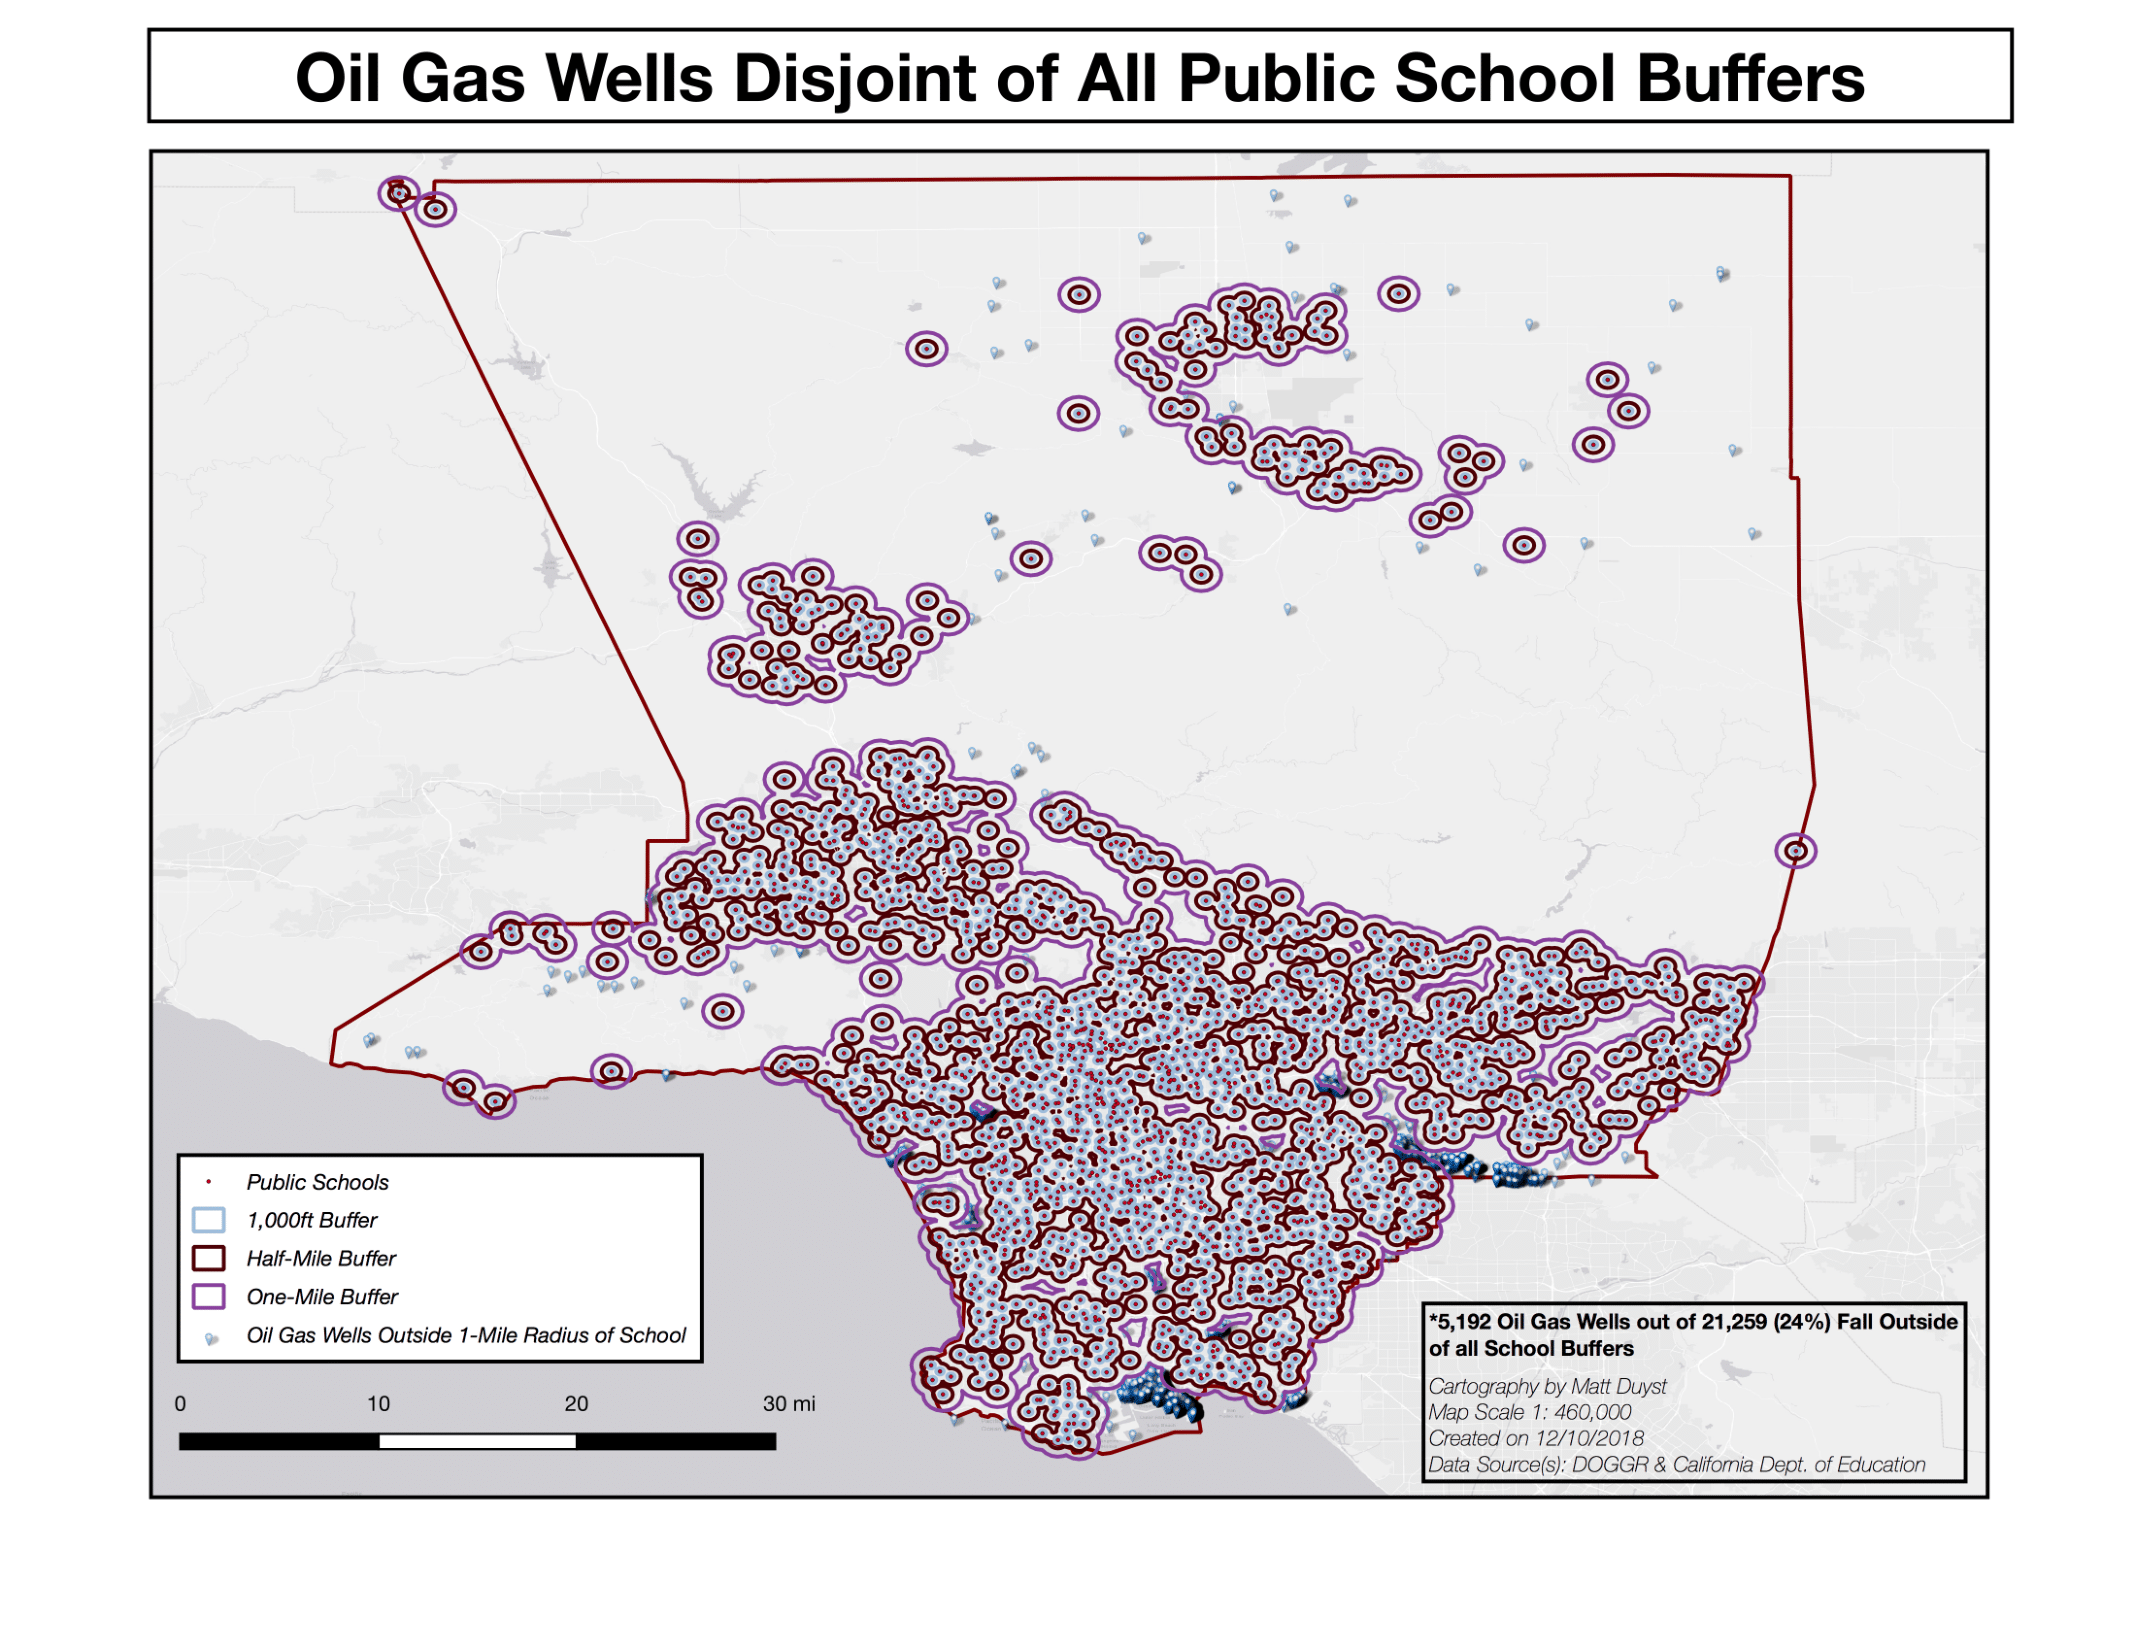 Oil Gas Wells Disjoint of All Public School Buffers
Public Schools
1,000ft Buffer
Half-Mile Buffer
One-Mile Buffer
Oil Gas Wells Outside 1-Mile Radius of School
0 10 20 30 mi
*5,192 Oil Gas Wells out of 21,259 (24%) Fall Outside
of all School Buffers
Cartography by Matt Duyst
Map Scale 1: 460,000
Created on 12/10/2018
Data Source(s): DOGGR & California Dept. of Education